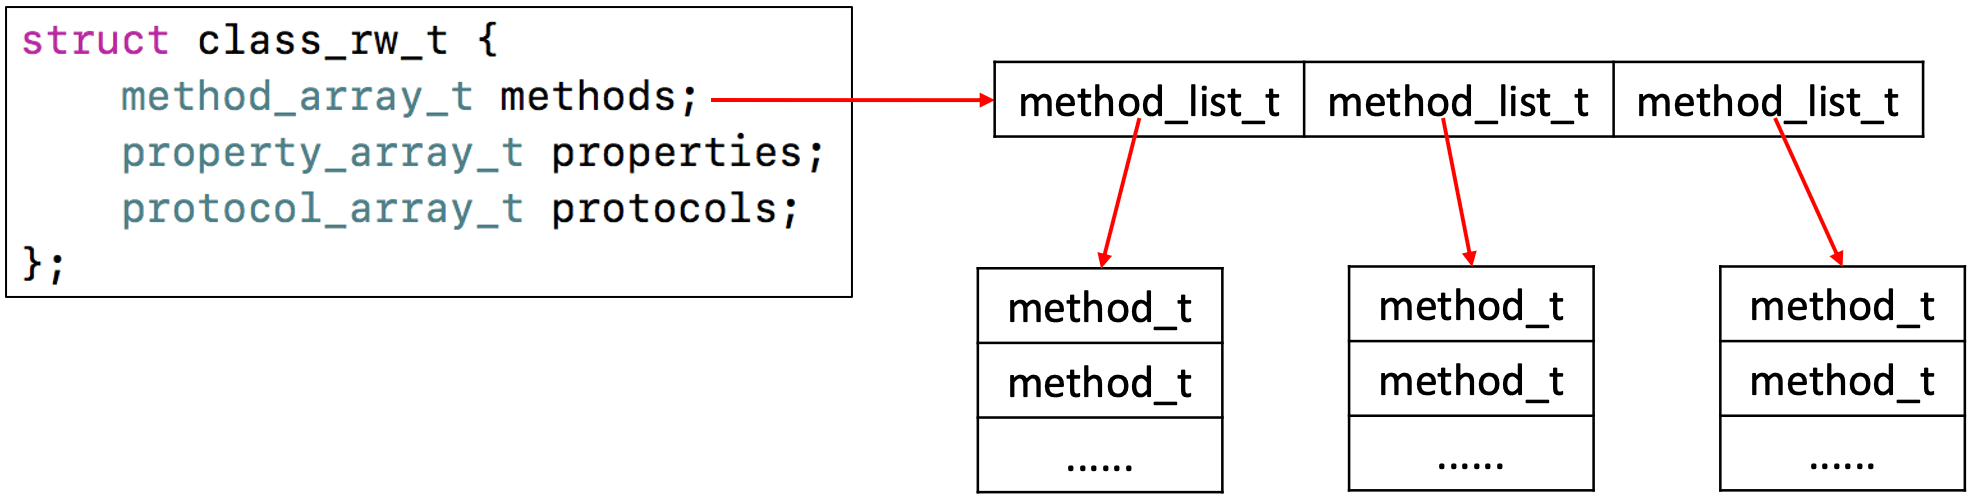 struct class_rw_t {
method_array_t methods;
property_array_t properties;
protocol_array_t protocols;
};
method_list_t method_list_t method_list_t
method_t method_t method_t
method_t method_t method_t
...... ...... ......